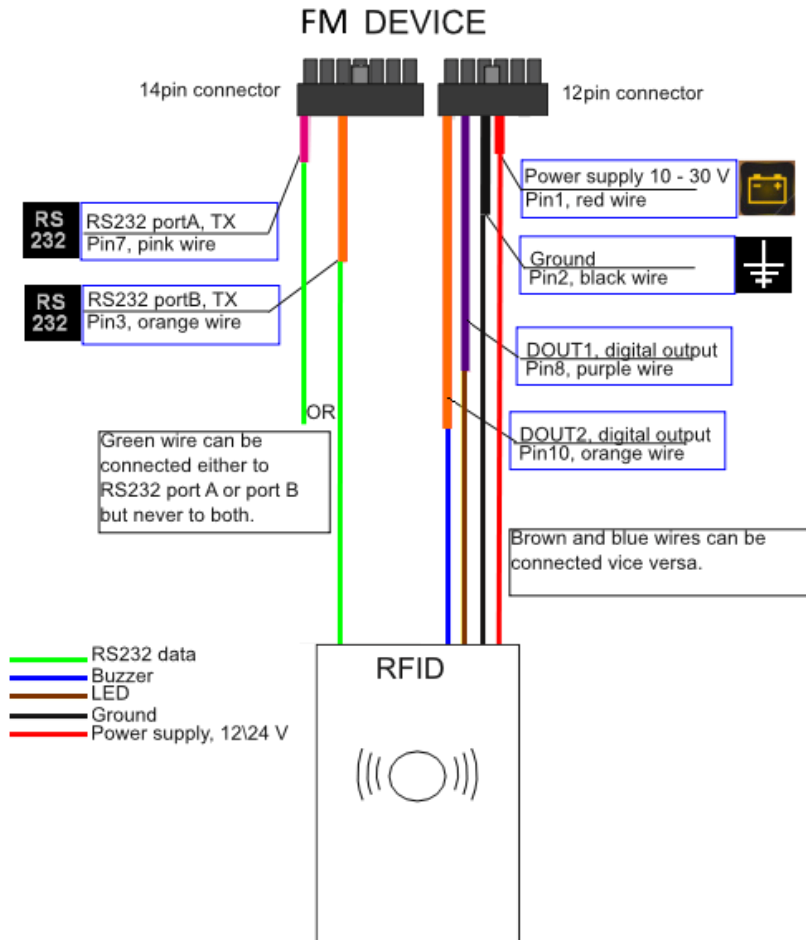 FM DEVICE
14pin connector
12pin connector
Power supply 10 - 30 V
Pin1, red wire
RS
232
RS232 portA, TX
Pin7, pink wire
Ground
Pin2, black wire
RS
232
RS232 portB, TX
Pin3, orange wire
DOUT1, digital output
Pin8, purple wire
OR
DOUT2, digital output
Pin10, orange wire
Green wire can be
connected either to
RS232 port A or port B
but never to both.
Brown and blue wires can be
connected vice versa.
RS232 data
Buzzer
LED
Ground
Power supply, 12\24 V
RFID